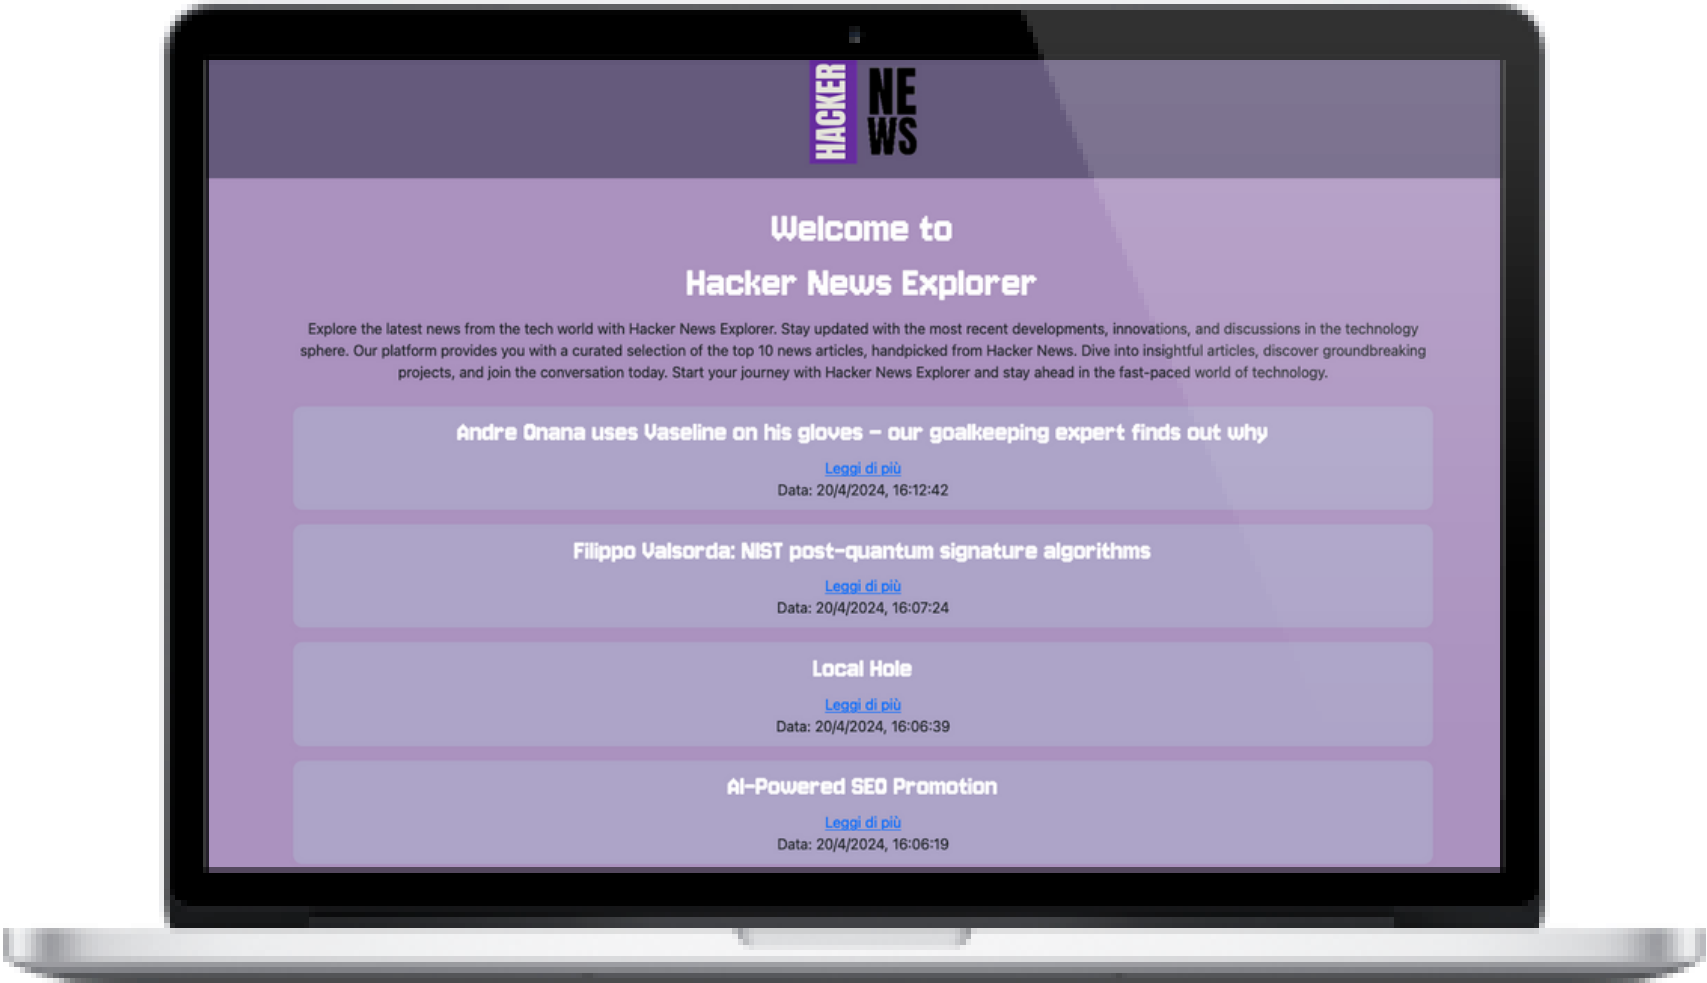 HACKER
NE
WS
Welcome to
Hacker News Explorer
Explore the latest news from the tech world with Hacker News Explorer. Stay updated with the most recent developments, innovations, and discussions in the technology
sphere. Our platform provides you with a curated selection of the top 10 news articles, handpicked from Hacker News. Dive into insightful articles, discover groundbreaking
projects, and join the conversation today. Start your journey with Hacker News Explorer and stay ahead in the fast-paced world of technology.
Andre Onana uses Vaseline on his gloves – our goalkeeping expert finds out why
Leggi di più
Data: 20/4/2024, 16:12:42
Filippo Valsorda: NIST post-quantum signature algorithms
Leggi di più
Data: 20/4/2024, 16:07:24
Local Hole
Leggi di più
Data: 20/4/2024, 16:06:39
AI-Powered SEO Promotion
Leggi di più
Data: 20/4/2024, 16:06:19